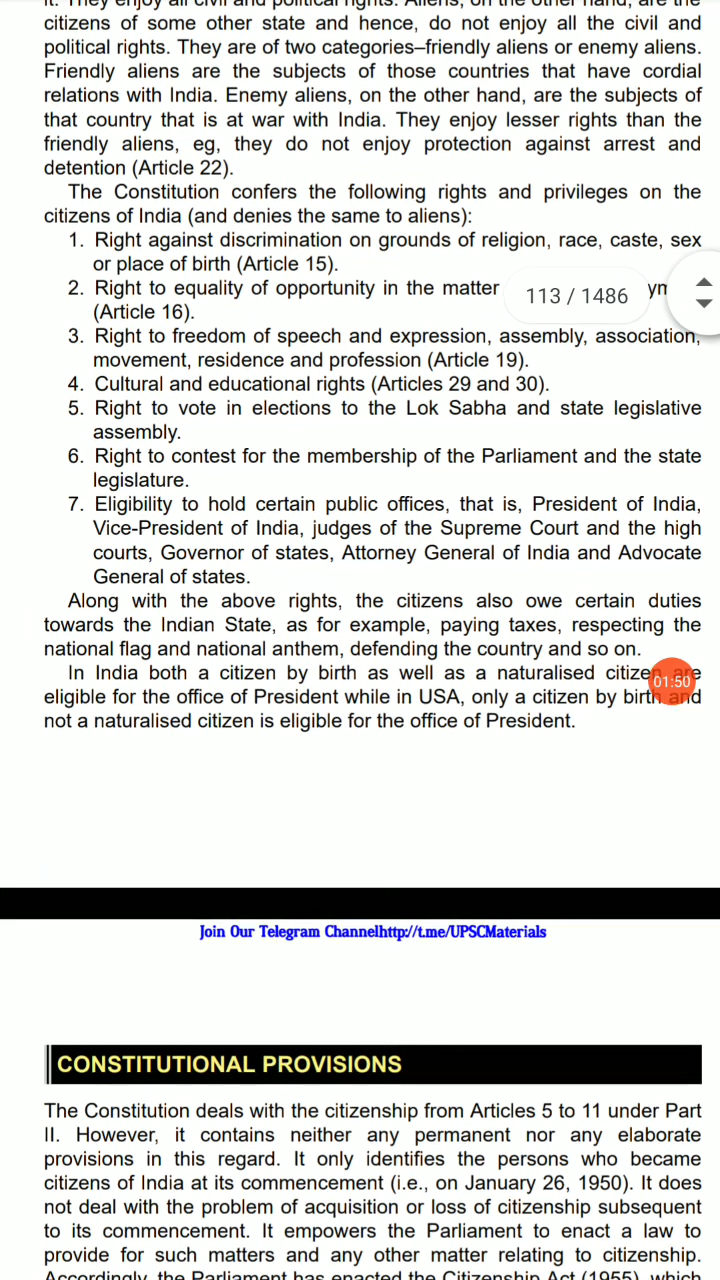 it. They enjoy all civil and political rights. Aliens, on the other hand, are the
citizens of some other state and hence, do not enjoy all the civil and
political rights. They are of two categories–friendly aliens or enemy aliens.
Friendly aliens are the subjects of those countries that have cordial
relations with India. Enemy aliens, on the other hand, are the subjects of
that country that is at war with India. They enjoy lesser rights than the
friendly aliens, eg, they do not enjoy protection against arrest and
detention (Article 22).
The Constitution confers the following rights and privileges on the
citizens of India (and denies the same to aliens):
1. Right against discrimination on grounds of religion, race, caste, sex
or place of birth (Article 15).
2. Right to equality of opportunity in the matter
113 / 1486
(Article 16).
3. Right to freedom of speech and expression, assembly, association,
movement, residence and profession (Article 19).
4. Cultural and educational rights (Articles 29 and 30).
5. Right to vote in elections to the Lok Sabha and state legislative
assembly.
6. Right to contest for the membership of the Parliament and the state
legislature.
7. Eligibility to hold certain public offices, that is, President of India,
Vice-President of India, judges of the Supreme Court and the high
courts, Governor of states, Attorney General of India and Advocate
General of states.
Along with the above rights, the citizens also owe certain duties
towards the Indian State, as for example, paying taxes, respecting the
national flag and national anthem, defending the country and so on.
In India both a citizen by birth as well as a naturalised citizen are
01:50
eligible for the office of President while in USA, only a citizen by birth and
not a naturalised citizen is eligible for the office of President.
Join Our Telegram Channelhttp://t.me/UPSCMaterials
CONSTITUTIONAL PROVISIONS
The Constitution deals with the citizenship from Articles 5 to 11 under Part
II. However, it contains neither any permanent nor any elaborate
provisions in this regard. It only identifies the persons who became
citizens of India at its commencement (i.e., on January 26, 1950). It does
not deal with the problem of acquisition or loss of citizenship subsequent
to its commencement. It empowers the Parliament to enact a law to
provide for such matters and any other matter relating to citizenship.
Accordingly, the Parliament has enacted the Citizenship Act (1955), which